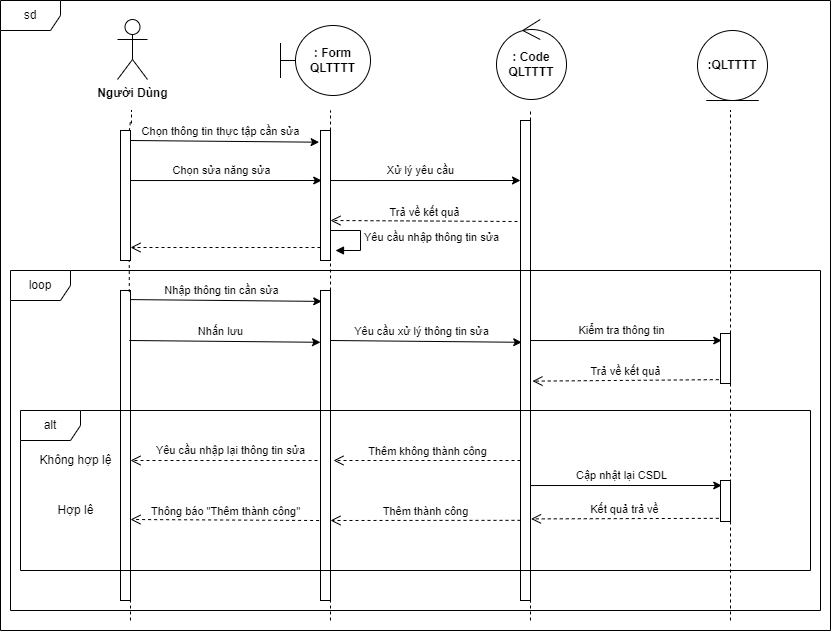 sd
Người Dùng
: Form
QLTTTT
: Code
QLTTTT
:QLTTTT
Chọn thông tin thực tập cần sửa
Chọn sửa năng sửa
Xử lý yêu cầu
Trả về kết quả
Yêu cầu nhập thông tin sửa
loop
Nhập thông tin cần sửa
Nhấn lưu
Yêu cầu xử lý thông tin sửa
Kiểm tra thông tin
Trả về kết quả
alt
Không hợp lệ
Yêu cầu nhập lại thông tin sửa
Thêm không thành công
Cập nhật lại CSDL
Hợp lê
Thông báo "Thêm thành công"
Thêm thành công
Kết quả trả về